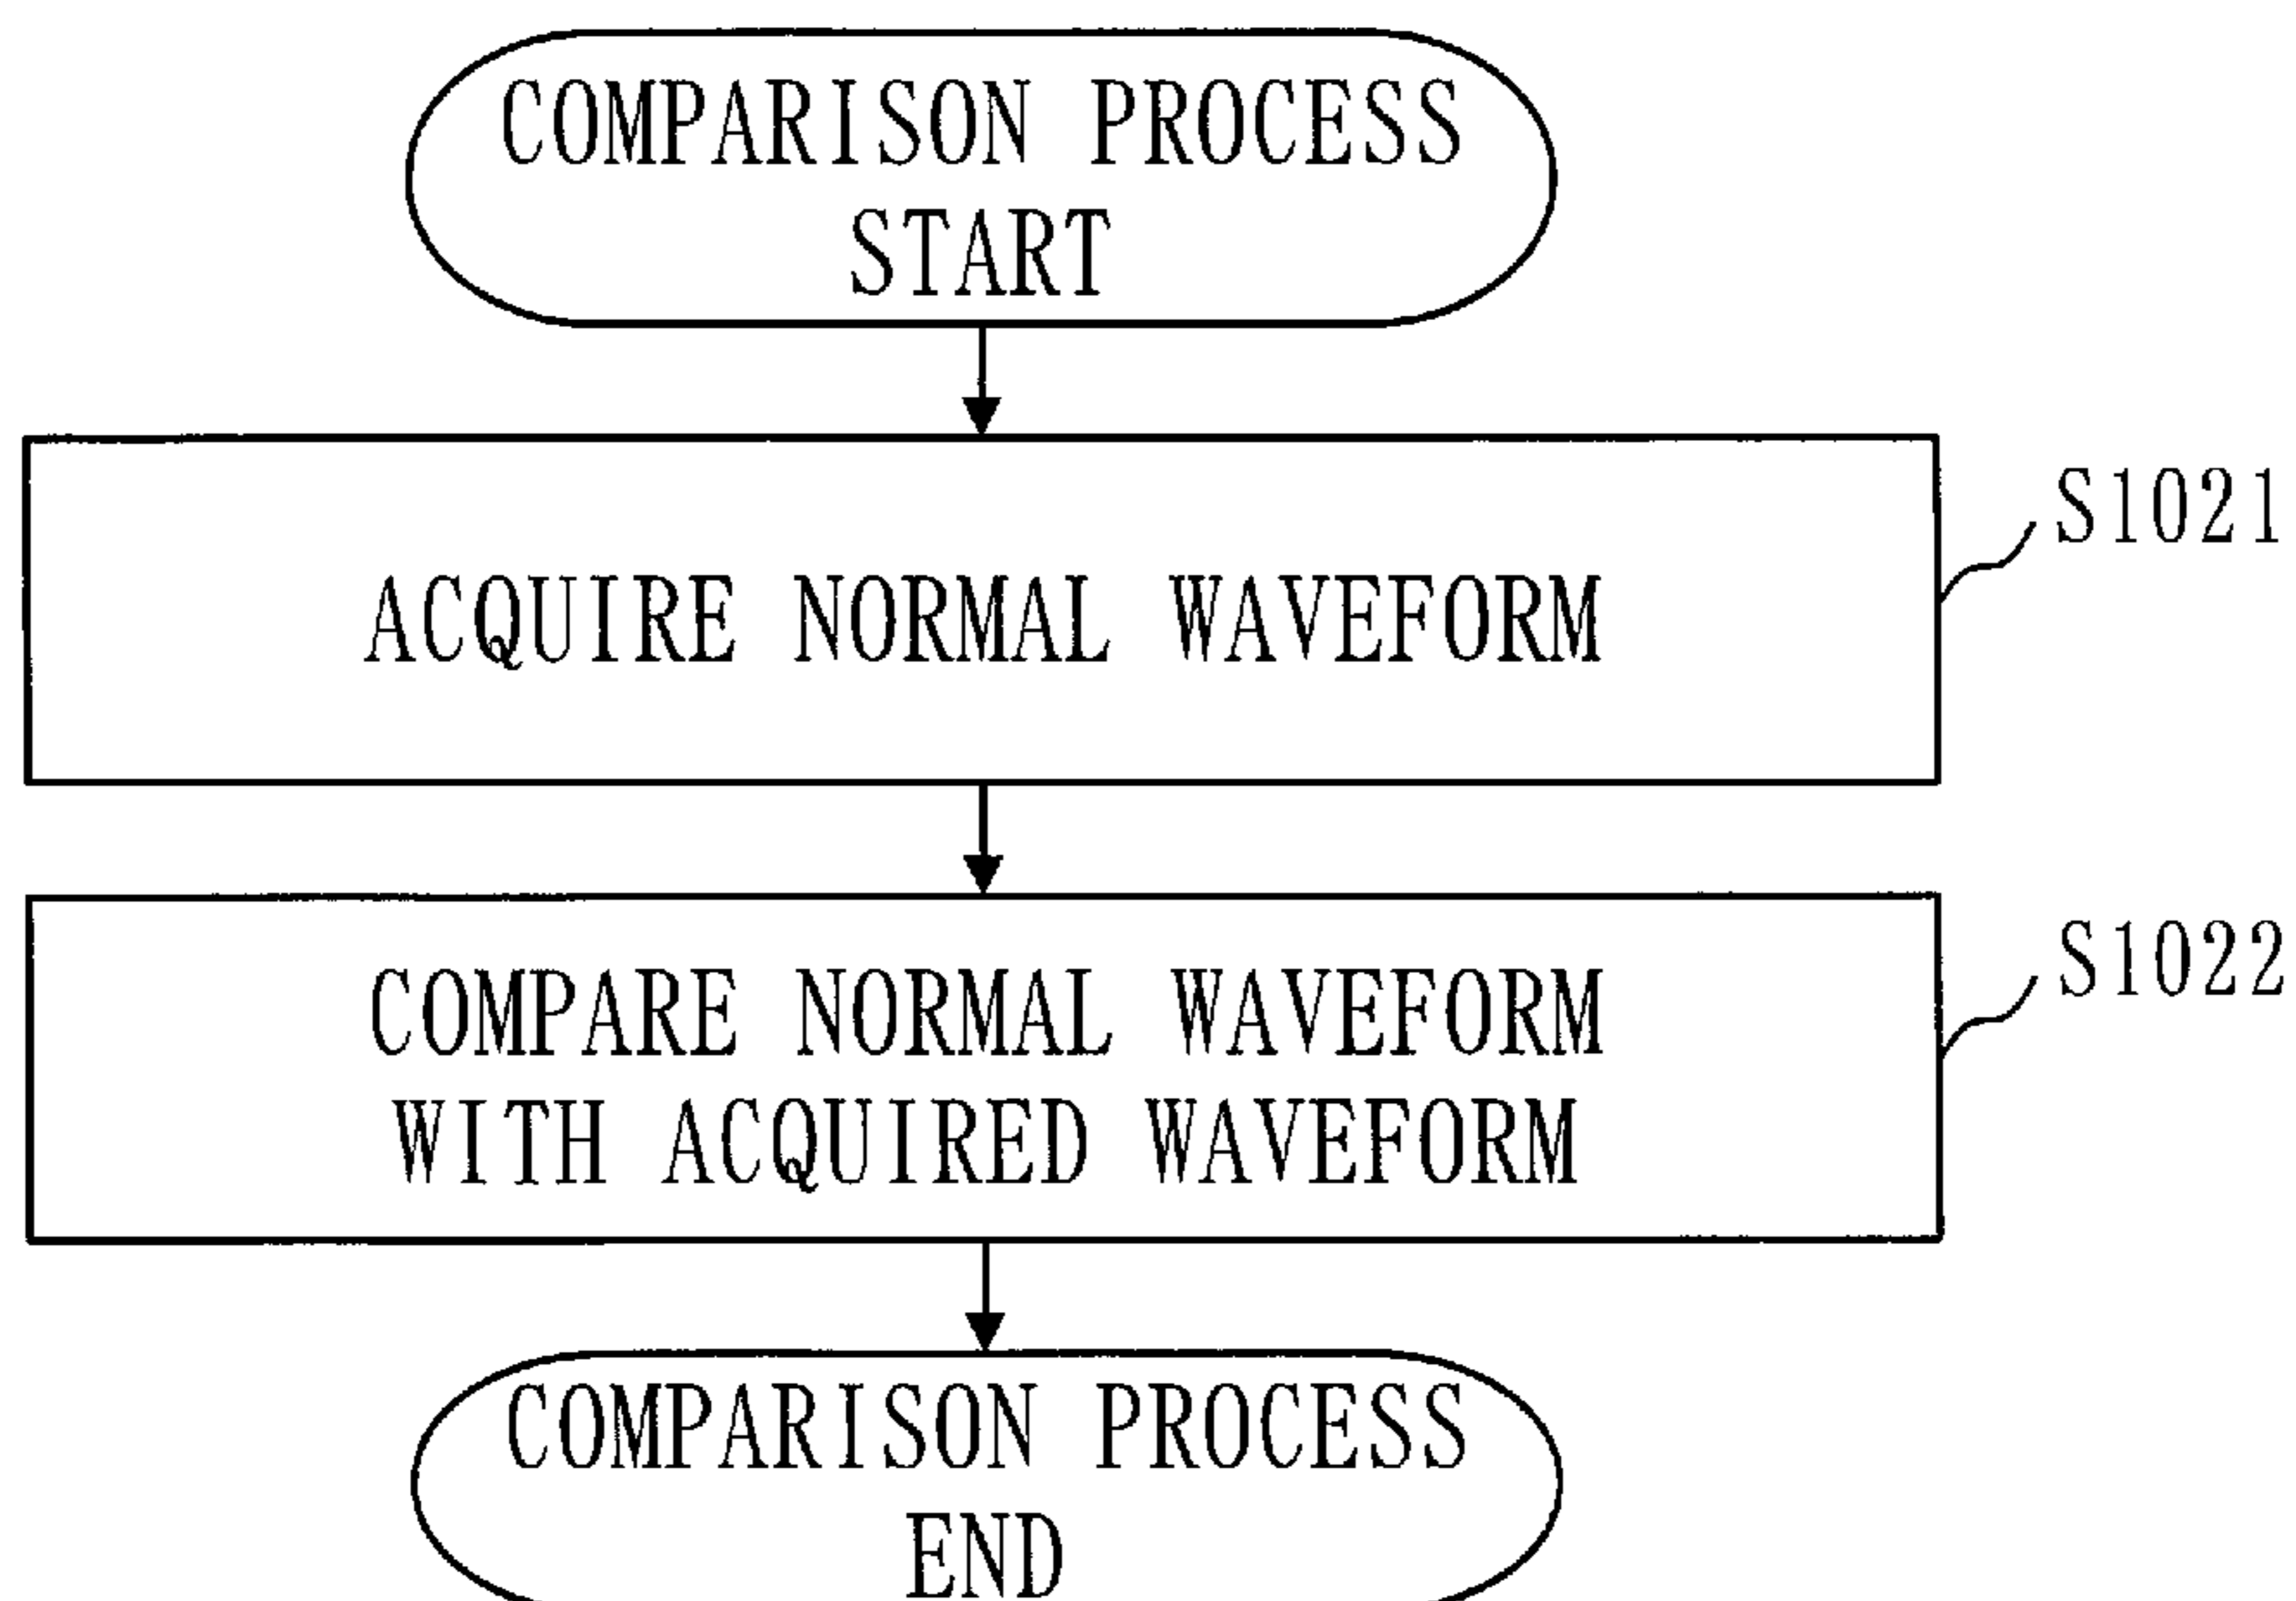 COMPARISON PROCESS
START
ACQUIRE NORMAL WAVEFORM
S1021
COMPARE NORMAL WAVEFORM
WITH ACQUIRED WAVEFORM
S1022
COMPARISON PROCESS
END